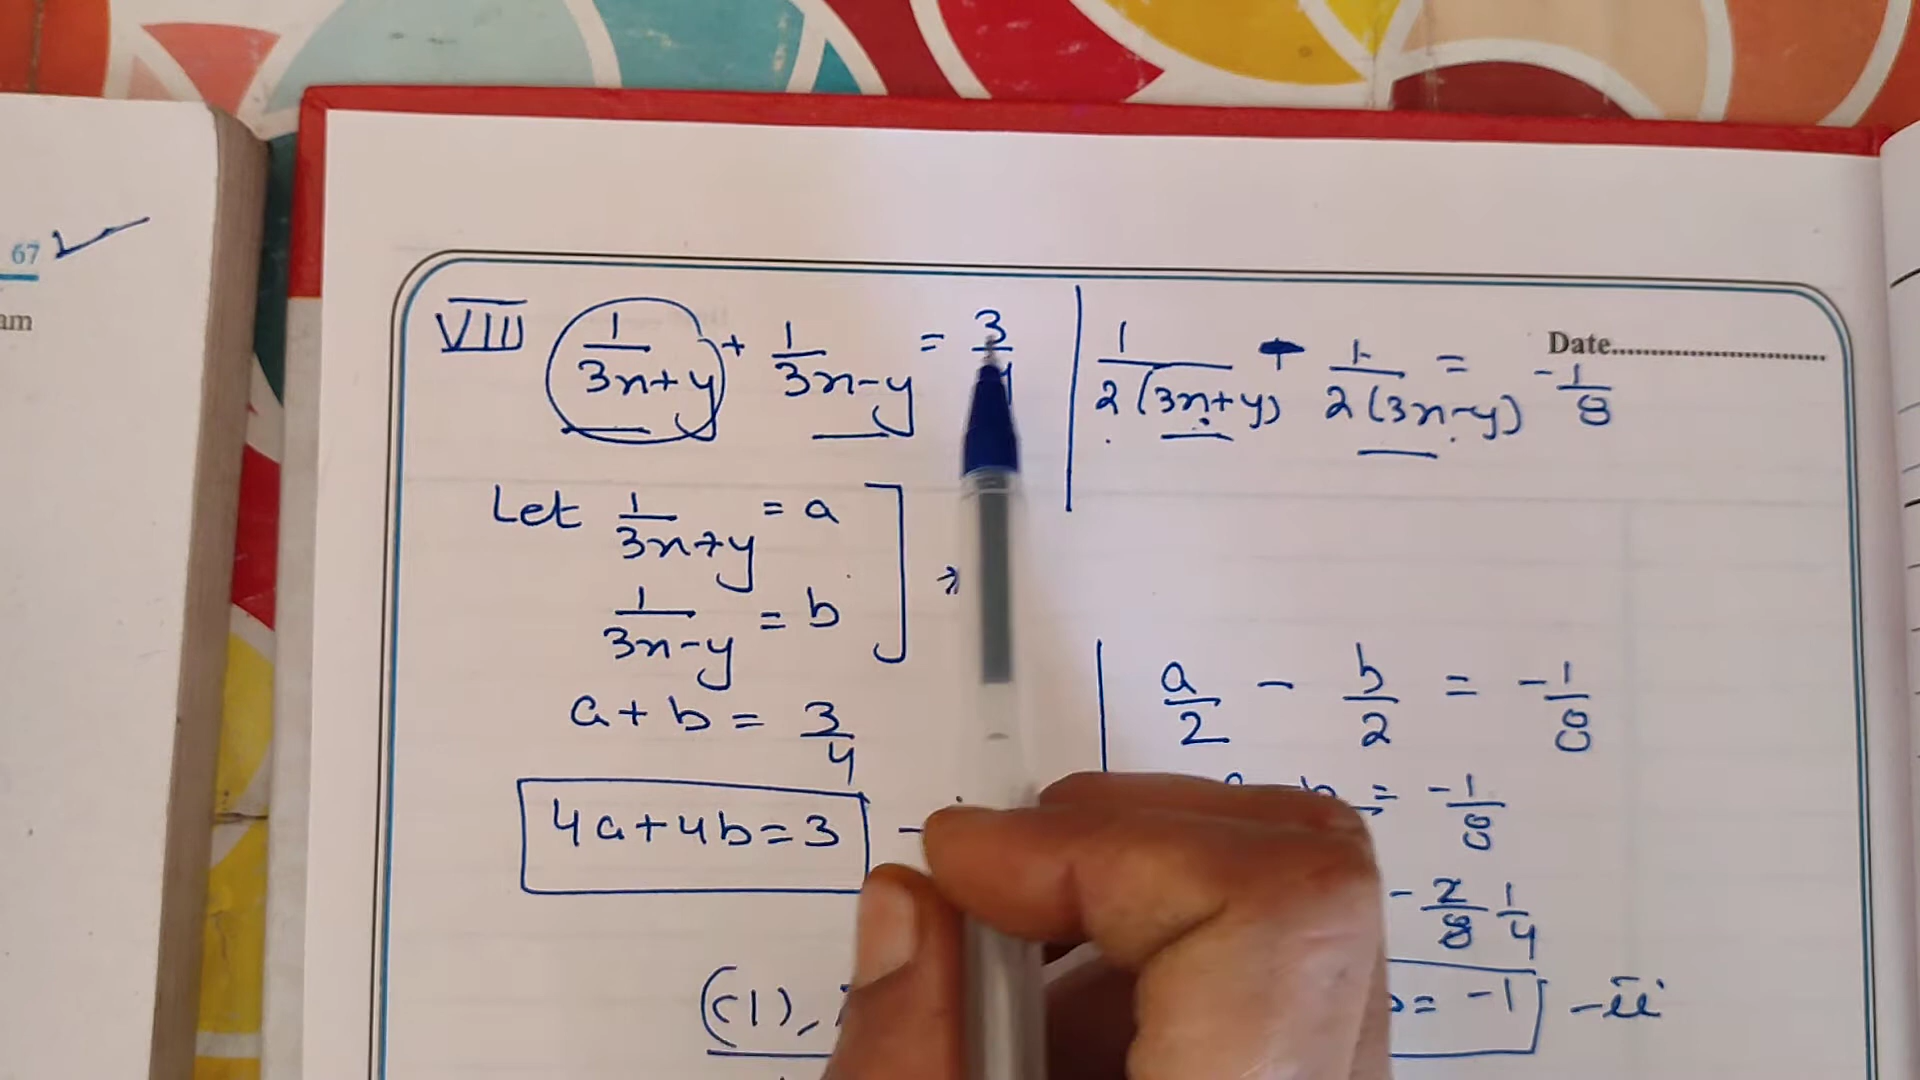 67
am
Date
VIII 1/(3x+y) + 1/(3x-y) = 3/4
1/(2(3x+y)) - 1/(2(3x-y)) = -1/8
Let 1/(3x+y) = a
1/(3x-y) = b
a+b = 3/4
4a+4b=3
a/2 - b/2 = -1/8
= -1/8
- 2/8 1/4
= -1 -ii